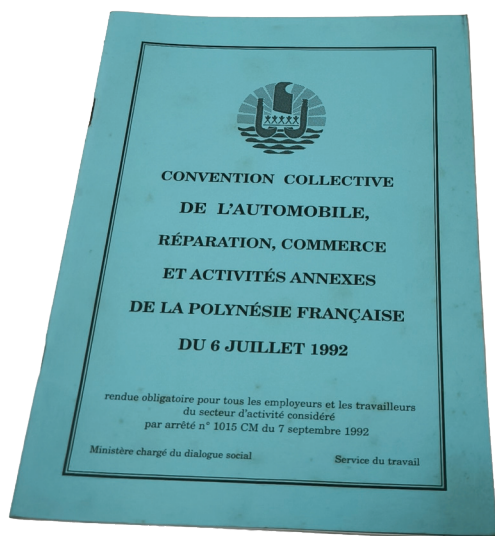 CONVENTION COLLECTIVE
DE L'AUTOMOBILE,
RÉPARATION, COMMERCE
ET ACTIVITÉS ANNEXES
DE LA POLYNÉSIE FRANÇAISE
DU 6 JUILLET 1992
rendue obligatoire pour tous les employeurs et les travailleurs
du secteur d'activité considéré
par arrêté n° 1015 CM du 7 septembre 1992
Ministère chargé du dialogue social
Service du travail